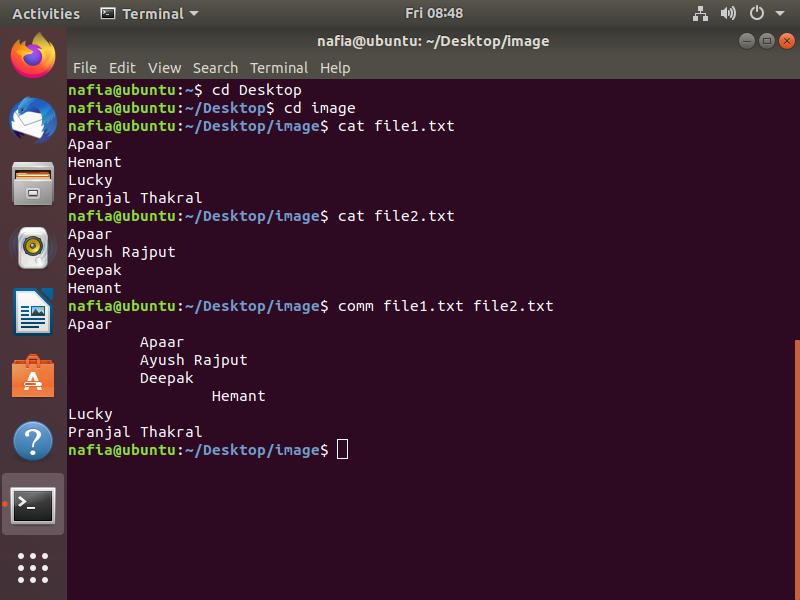 Activities Terminal Fri 08:48
nafia@ubuntu: ~/Desktop/image
File Edit View Search Terminal Help
nafia@ubuntu:~$ cd Desktop
nafia@ubuntu:~/Desktop$ cd image
nafia@ubuntu:~/Desktop/image$ cat file1.txt
Apaar
Hemant
Lucky
Pranjal Thakral
nafia@ubuntu:~/Desktop/image$ cat file2.txt
Apaar
Ayush Rajput
Deepak
Hemant
nafia@ubuntu:~/Desktop/image$ comm file1.txt file2.txt
Apaar
        Apaar
        Ayush Rajput
        Deepak
                Hemant
Lucky
Pranjal Thakral
nafia@ubuntu:~/Desktop/image$